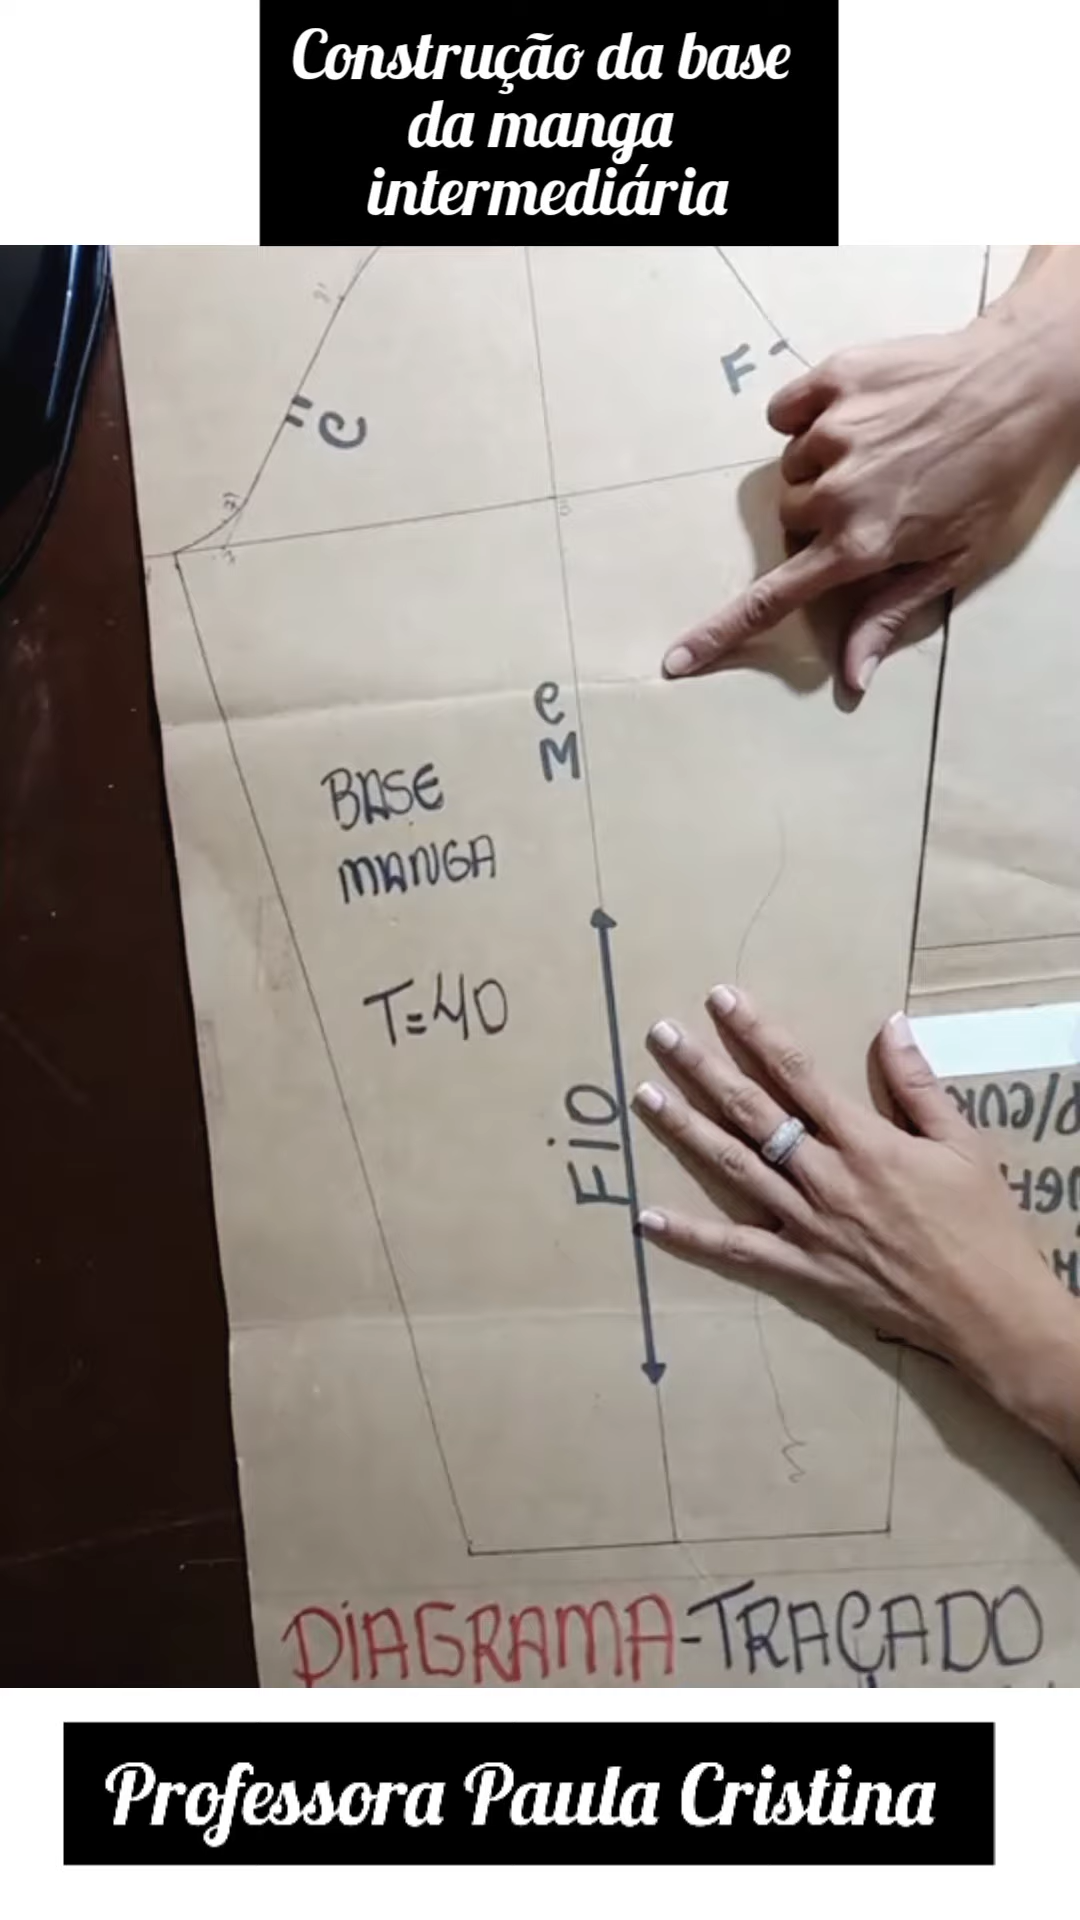 Construção da base
da manga
intermediária
F
C
e
M
BASE
MANGA
T=40
Fio
DIAGRAMA-TRAÇADO
Professora Paula Cristina